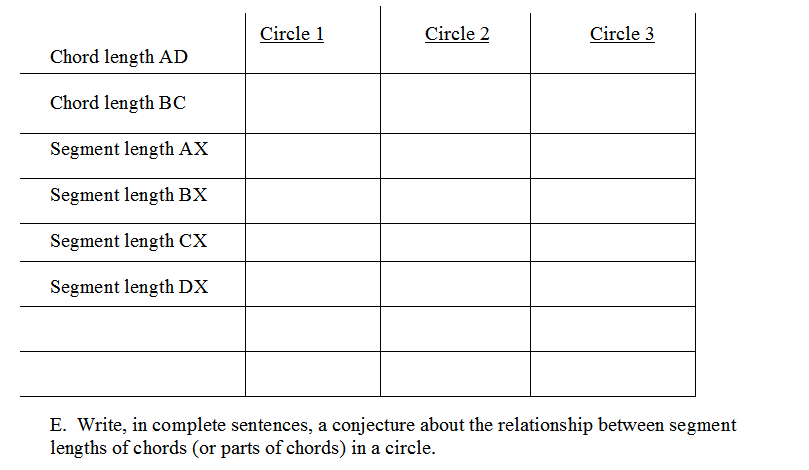 Circle 1 Circle 2 Circle 3
Chord length AD
Chord length BC
Segment length AX
Segment length BX
Segment length CX
Segment length DX
E. Write, in complete sentences, a conjecture about the relationship between segment
lengths of chords (or parts of chords) in a circle.